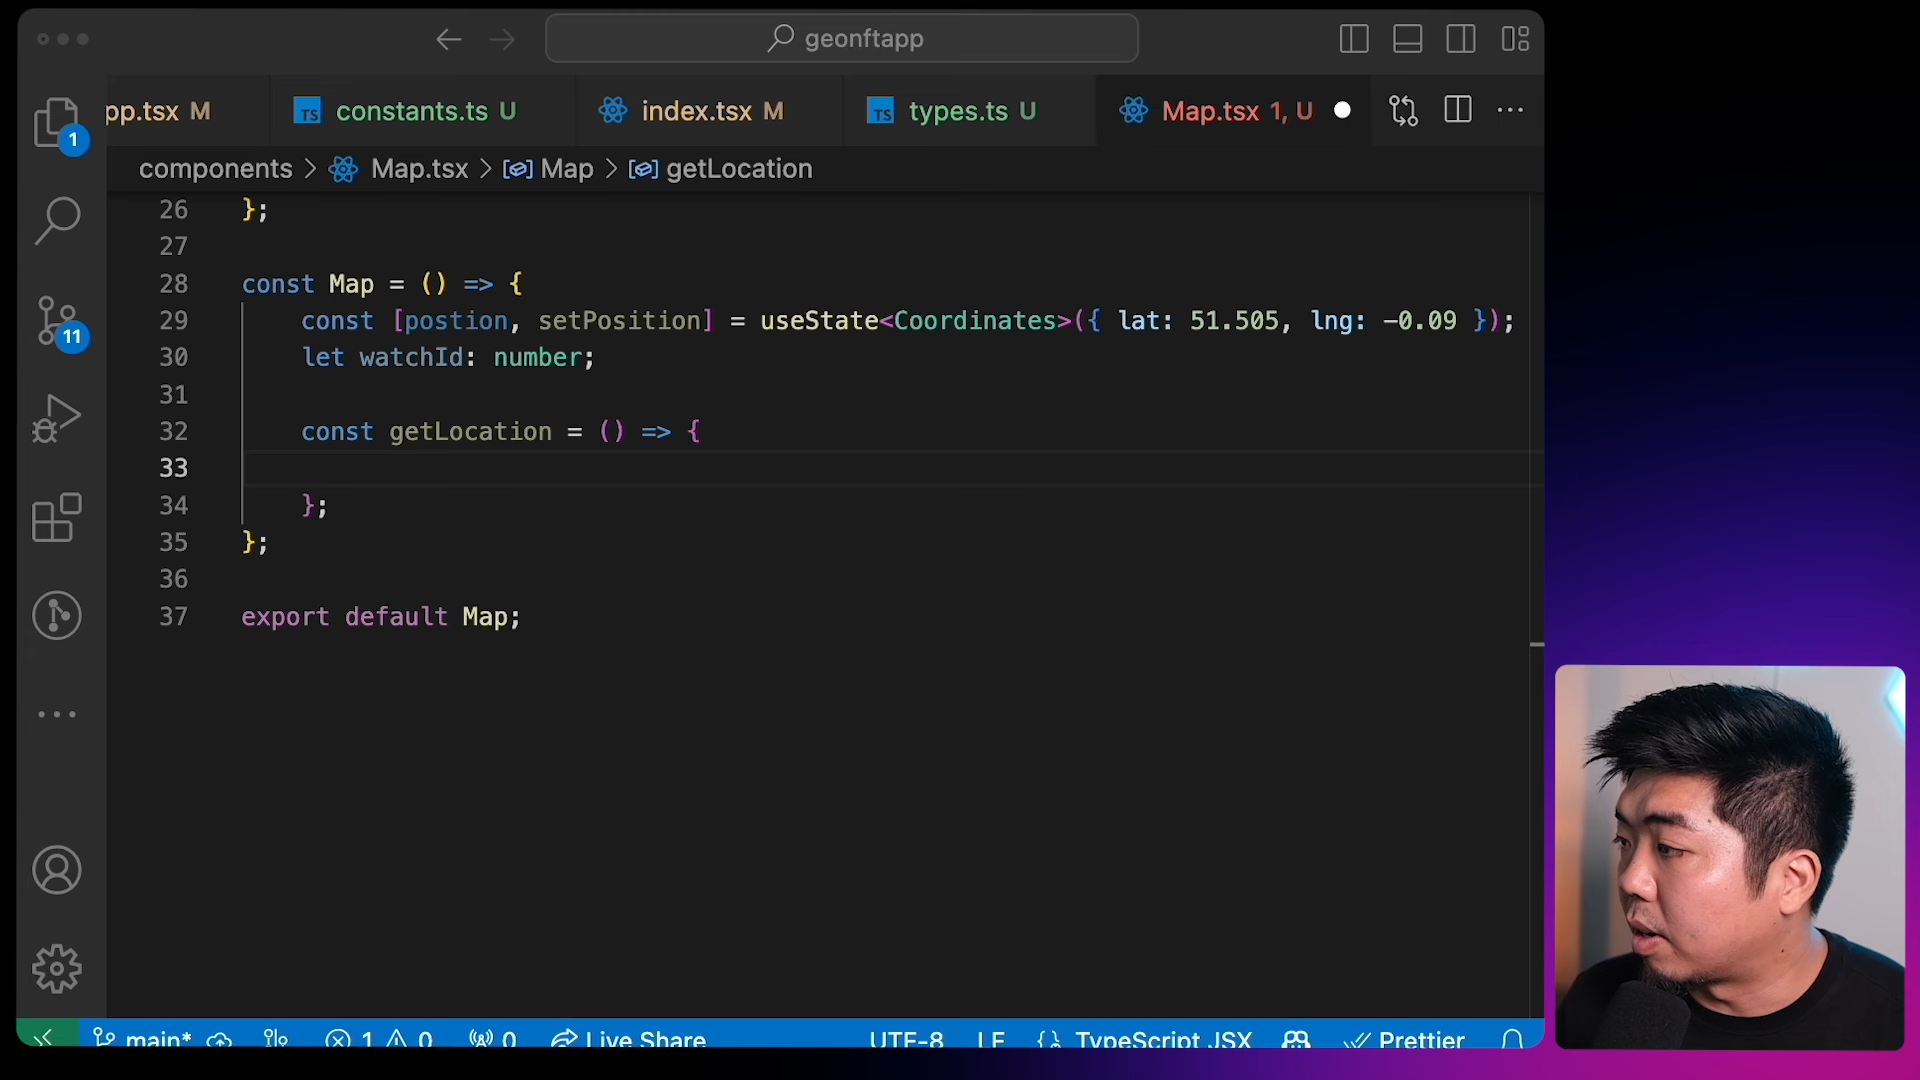 geonftapp
pp.tsx M
constants.ts U
index.tsx M
types.ts U
Map.tsx 1, U
components > Map.tsx > Map > getLocation
26 };
27
28 const Map = () => {
29 const [postion, setPosition] = useState<Coordinates>({ lat: 51.505, lng: -0.09 });
30 let watchId: number;
31
32 const getLocation = () => {
33
34 };
35 };
36
37 export default Map;
1
11
main* 1 0 0 Live Share UTF-8 LF {} TypeScript JSX Prettier